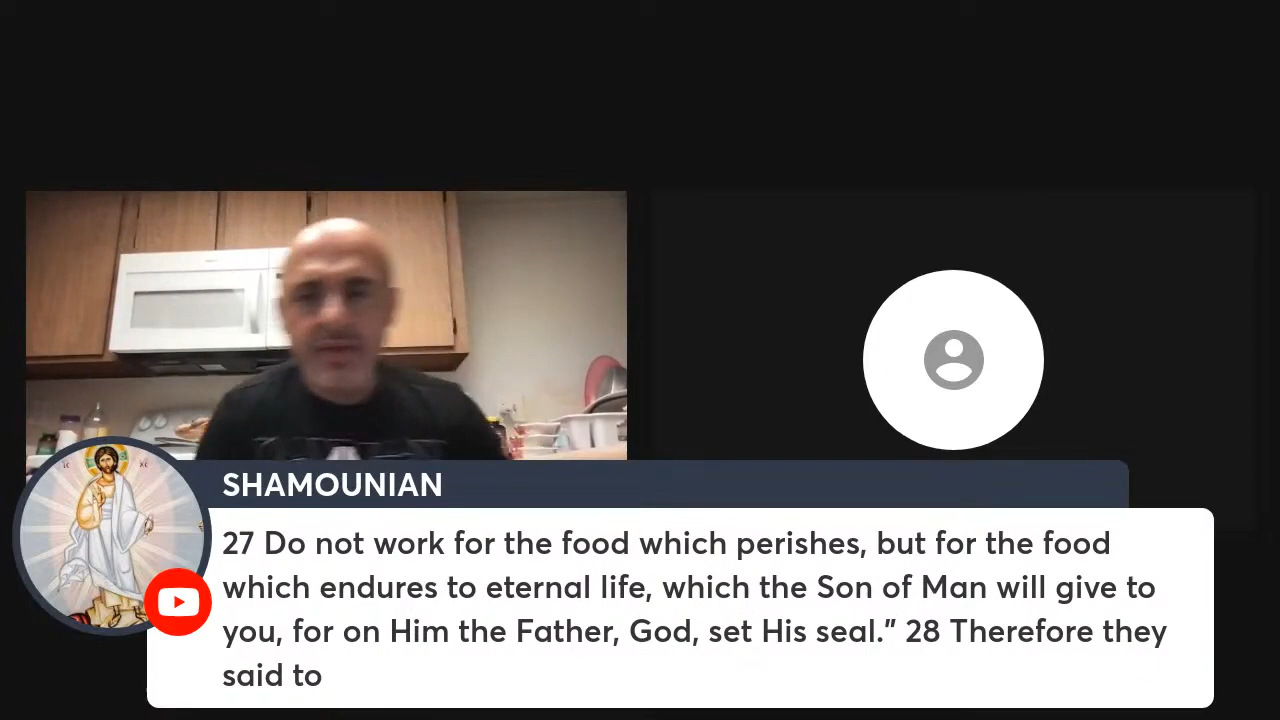 SHAMOUNIAN
27 Do not work for the food which perishes, but for the food
which endures to eternal life, which the Son of Man will give to
you, for on Him the Father, God, set His seal.” 28 Therefore they
said to